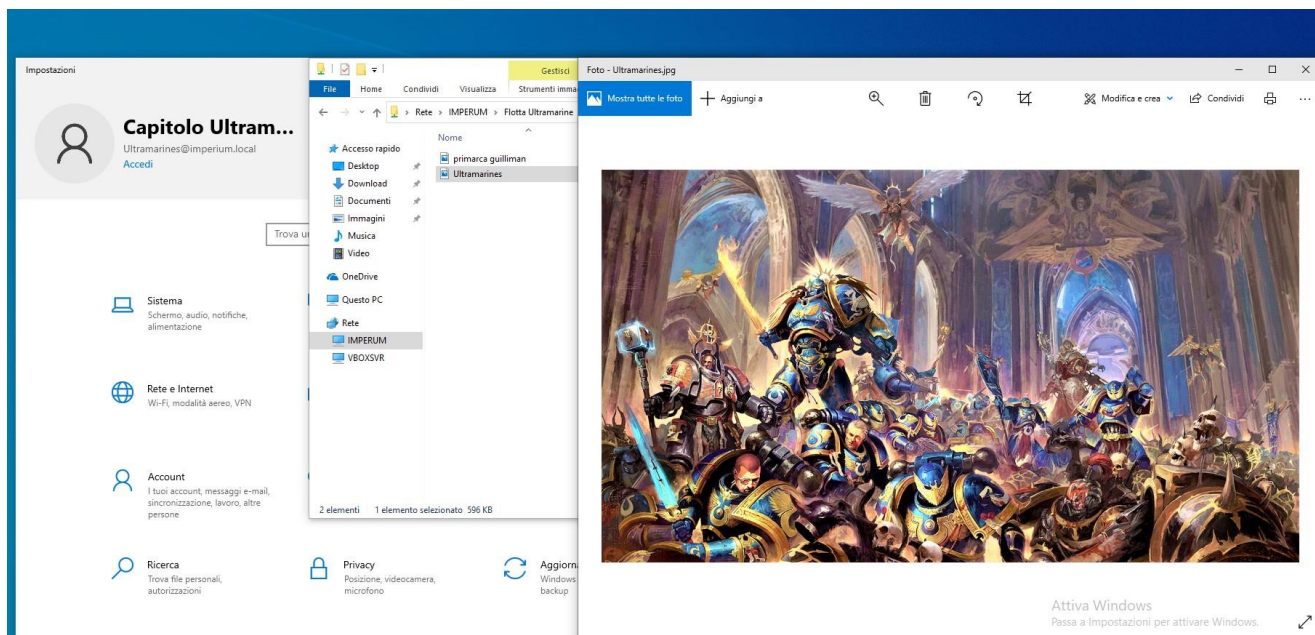 Impostazioni
Capitolo Ultram...
Ultramarines@imperium.local
Accedi
Trova
Sistema
Schermo, audio, notifiche,
alimentazione
Rete e Internet
Wi-Fi, modalità aereo, VPN
Account
I tuoi account, messaggi e-mail,
sincronizzazione, lavoro, altre
persone
Ricerca
Trova file personali,
autorizzazioni
Privacy
Posizione, videocamera,
microfono
Aggiorn
Windows
backup
Gestisci
File Home Condividi Visualizza Strumenti imma
Rete > IMPERUM > Flotta Ultramarine
Nome
Accesso rapido
Desktop
Download
Documenti
Immagini
Musica
Video
OneDrive
Questo PC
Rete
IMPERUM
VBOXSVR
primarca guilliman
Ultramarines
2 elementi 1 elemento selezionato 596 KB
Foto - Ultramarines.jpg
Mostra tutte le foto Aggiungi a Modifica e crea Condividi
Attiva Windows
Passa a Impostazioni per attivare Windows.